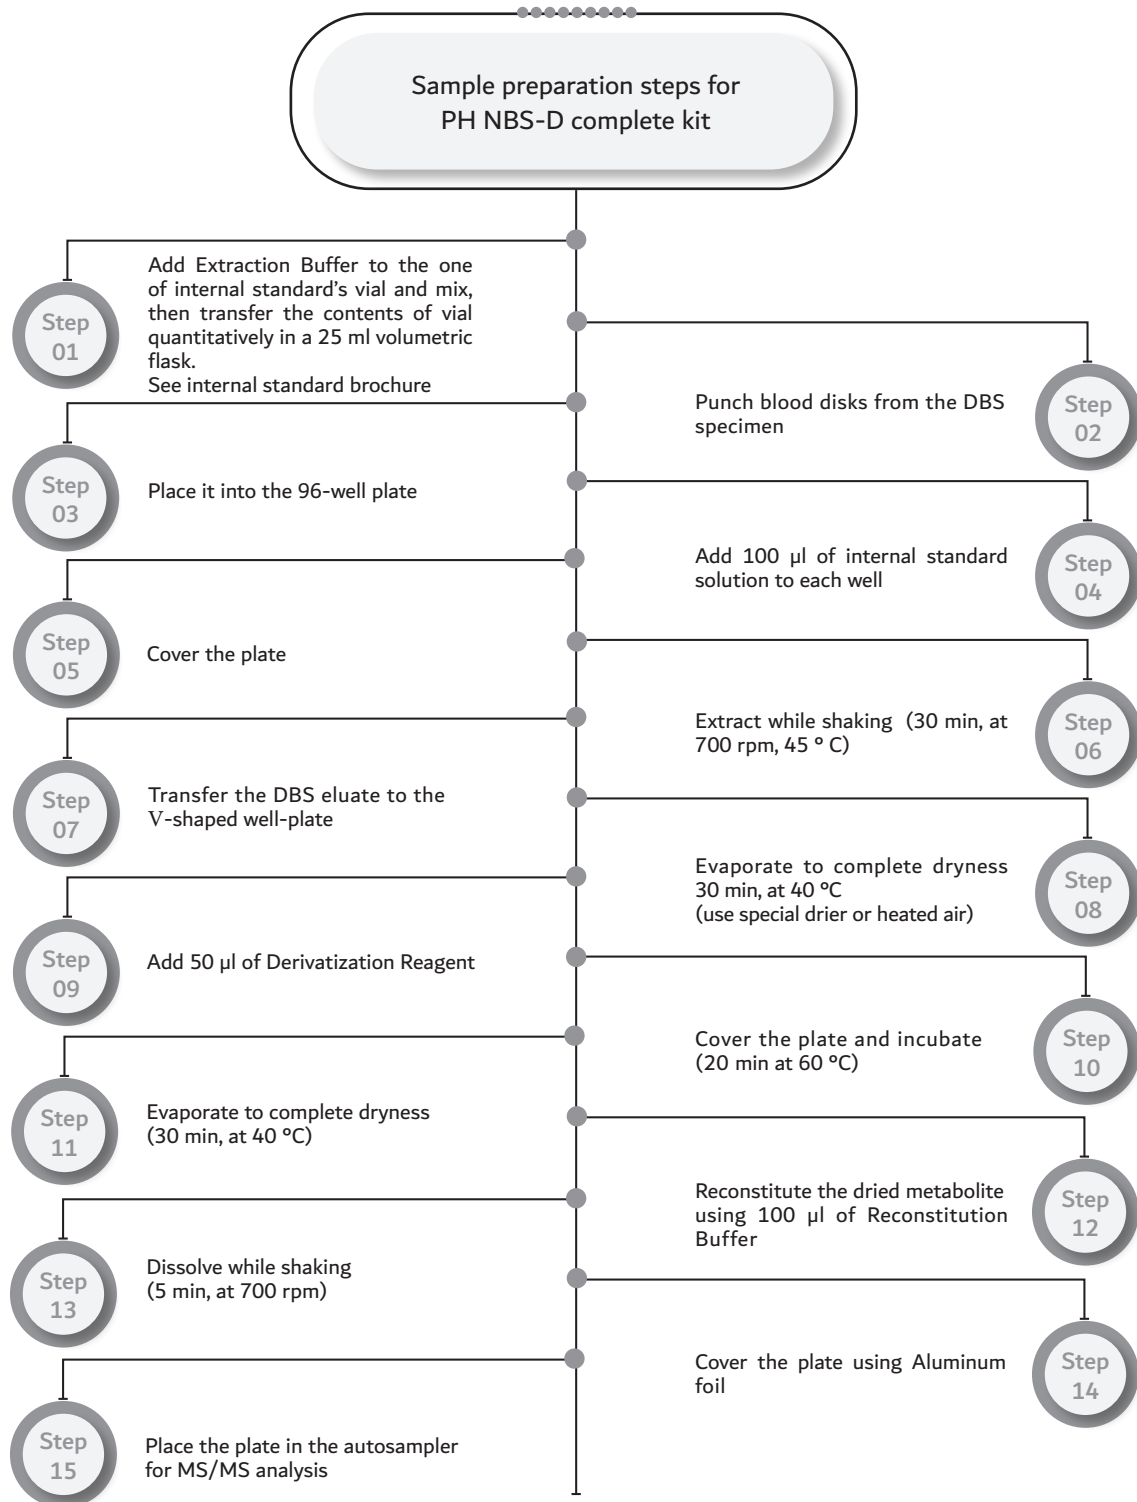 Sample preparation steps for
PH NBS-D complete kit
Step
01
Add Extraction Buffer to the one
of internal standard's vial and mix,
then transfer the contents of vial
quantitatively in a 25 ml volumetric
flask.
See internal standard brochure
Step
02
Punch blood disks from the DBS
specimen
Step
03
Place it into the 96-well plate
Step
04
Add 100 µl of internal standard
solution to each well
Step
05
Cover the plate
Step
06
Extract while shaking (30 min, at
700 rpm, 45 ° C)
Step
07
Transfer the DBS eluate to the
V-shaped well-plate
Step
08
Evaporate to complete dryness
30 min, at 40 °C
(use special drier or heated air)
Step
09
Add 50 µl of Derivatization Reagent
Step
10
Cover the plate and incubate
(20 min at 60 °C)
Step
11
Evaporate to complete dryness
(30 min, at 40 °C)
Step
12
Reconstitute the dried metabolite
using 100 µl of Reconstitution
Buffer
Step
13
Dissolve while shaking
(5 min, at 700 rpm)
Step
14
Cover the plate using Aluminum
foil
Step
15
Place the plate in the autosampler
for MS/MS analysis